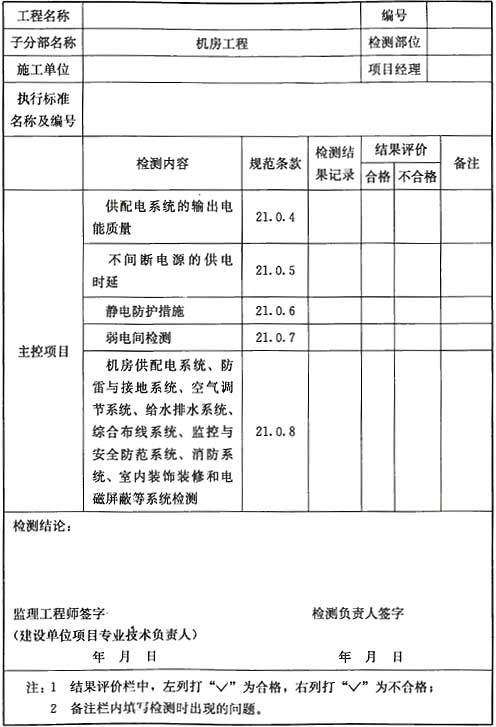 工程名称 编号
子分部名称 机房工程 检测部位
施工单位 项目经理
执行标准
名称及编号
检测内容 规范条款 检测结果记录 结果评价 备注
合格 不合格
主控项目
供配电系统的输出电
能质量 21.0.4
不间断电源的供电
时延 21.0.5
静电防护措施 21.0.6
弱电间检测 21.0.7
机房供配电系统、防
雷与接地系统、空气调
节系统、给水排水系统、
综合布线系统、监控与
安全防范系统、消防系
统、室内装饰装修和电
磁屏蔽等系统检测 21.0.8
检测结论：
监理工程师签字 检测负责人签字
(建设单位项目专业技术负责人)
年 月 日 年 月 日
注：1 结果评价栏中，左列打“√”为合格，右列打“√”为不合格；
2 备注栏内填写检测时出现的问题。